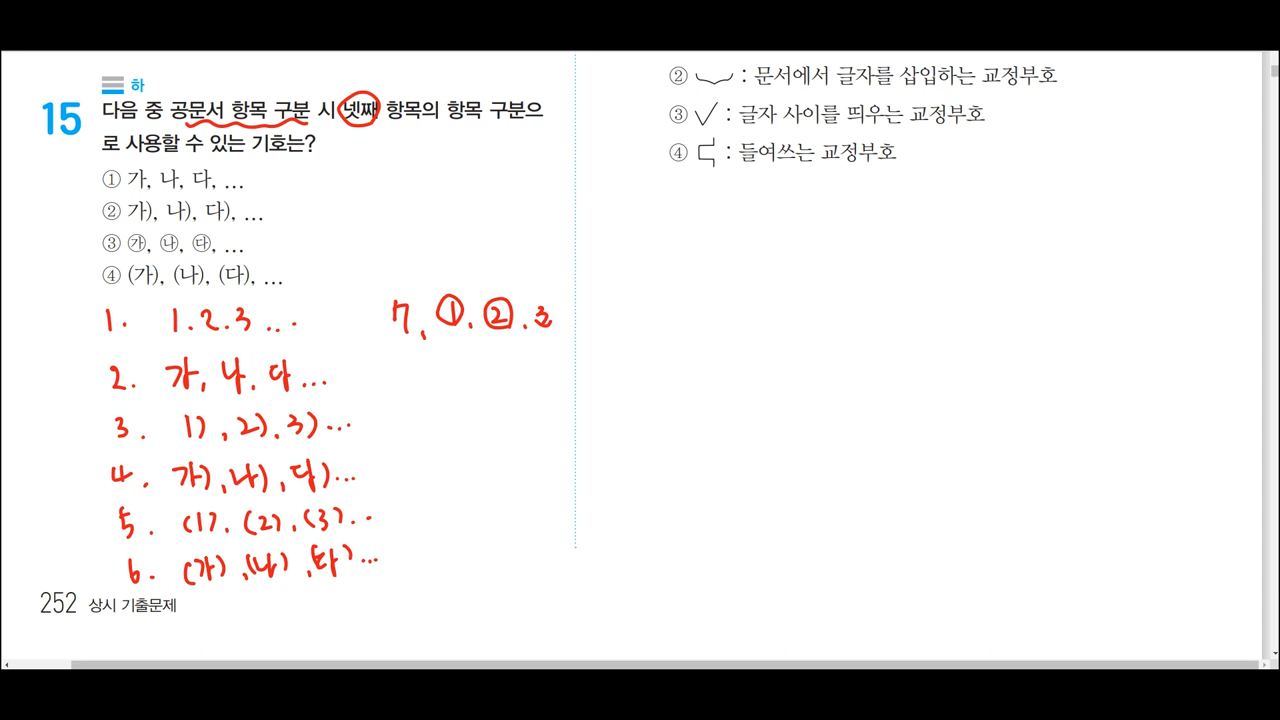 하
15 다음 중 공문서 항목 구분 시 넷째 항목의 항목 구분으
로 사용할 수 있는 기호는?
① 가, 나, 다, …
② 가), 나), 다), …
③ ㉮, ㉯, ㉰, …
④ (가), (나), (다), …
1. 1. 2. 3 ...
2. 가, 나, 다 ...
3. 1), 2), 3) ...
4. 가), 나), 다) ...
5. (1), (2), (3) ..
6. (가), (나), (다) ...
7, ①, ②, 3
252 상시 기출문제
② : 문서에서 글자를 삽입하는 교정부호
③ : 글자 사이를 띄우는 교정부호
④ : 들여쓰는 교정부호